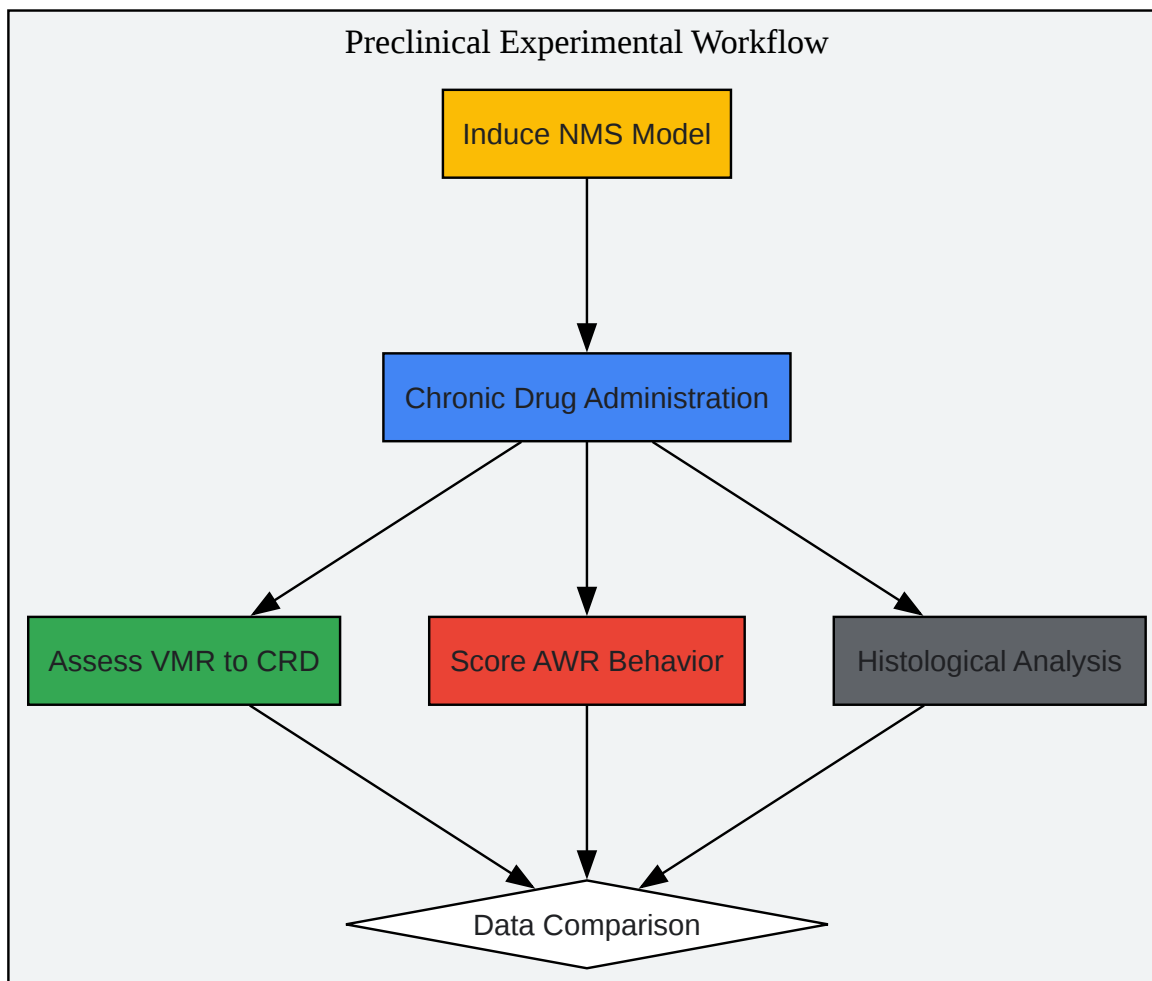 Preclinical Experimental Workflow
Induce NMS Model
Chronic Drug Administration
Assess VMR to CRD
Score AWR Behavior
Histological Analysis
Data Comparison